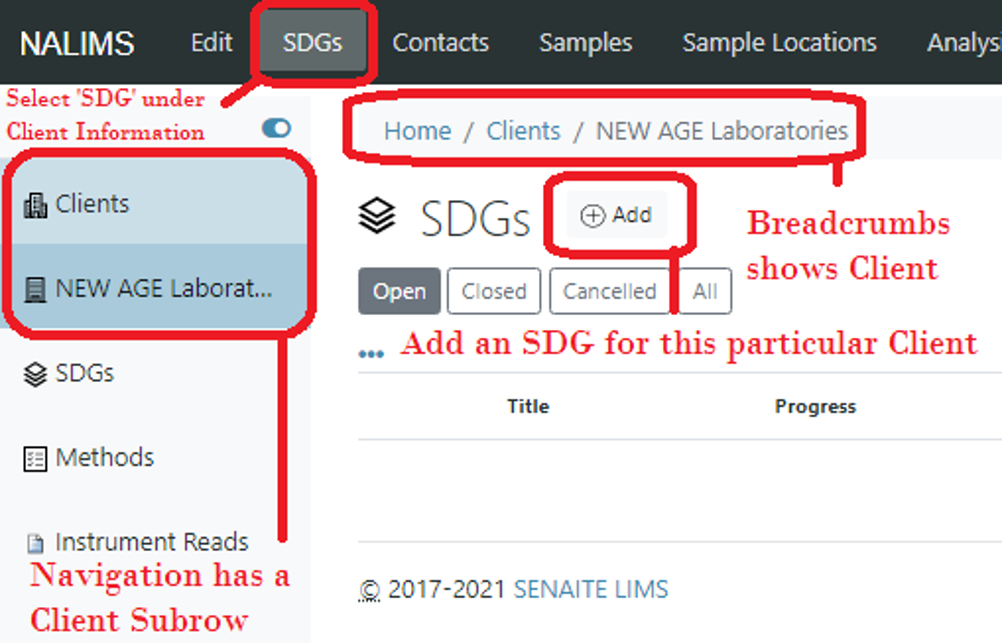 NALIMS Edit SDGs Contacts Samples Sample Locations Analysi
Select 'SDG' under
Client Information
Home / Clients / NEW AGE Laboratories
Clients
SDGs Add
Breadcrumbs
shows Client
NEW AGE Laborat...
Open Closed Cancelled All
... Add an SDG for this particular Client
SDGs
Title Progress
Methods
Instrument Reads
Navigation has a
Client Subrow
© 2017-2021 SENAITE LIMS